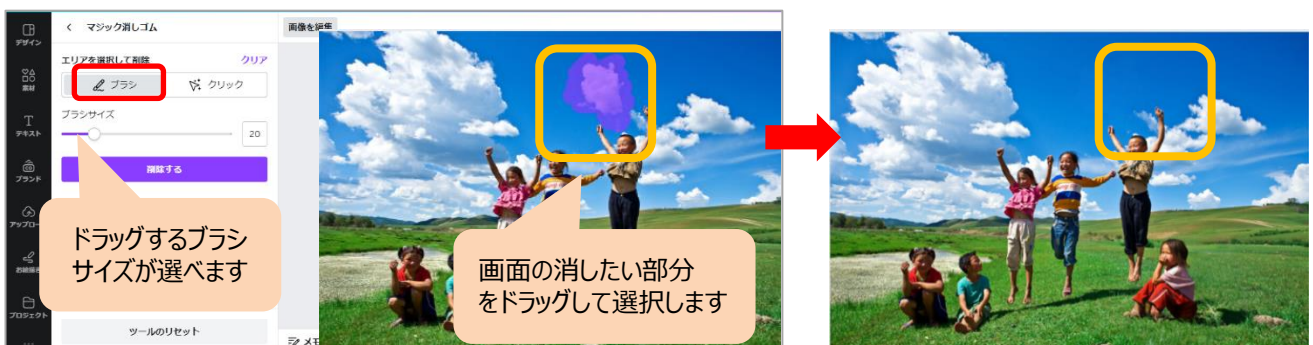 デザイン
素材
テキスト
ブランド
プロジェクト
マジック消しゴム
エリアを選択して削除
クリア
ブラシ
クリック
ブラシサイズ
20
削除する
ドラッグするブラシ
サイズが選べます
ツールのリセット
画像を編集
画面の消したい部分
をドラッグして選択します